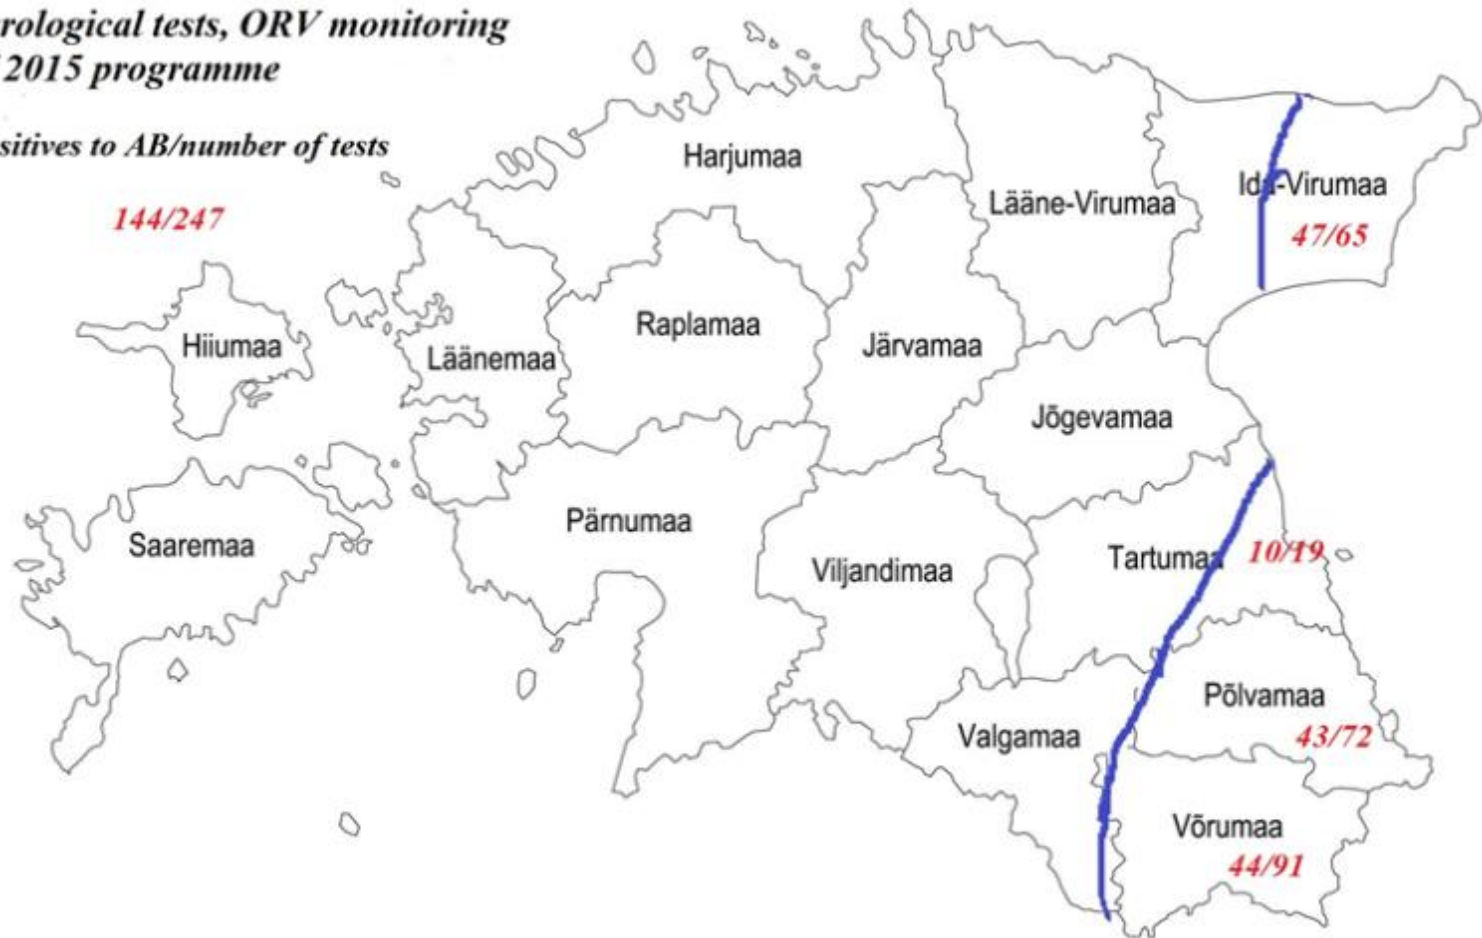 rological tests, ORV monitoring
2015 programme
sitives to AB/number of tests
144/247
Harjumaa
Lääne-Virumaa
Ida-Virumaa
47/65
Hiiumaa
Läänemaa
Raplamaa
Järvamaa
Jõgevamaa
Saaremaa
Pärnumaa
Viljandimaa
Tartumaa
10/19
Põlvamaa
43/72
Valgamaa
Võrumaa
44/91